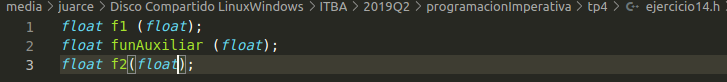 media > juarce > Disco Compartido LinuxWindows > ITBA > 2019Q2 > programacionImperativa > tp4 > C ejercicio14.h
1 float f1 (float);
2 float funAuxiliar (float);
3 float f2(float);